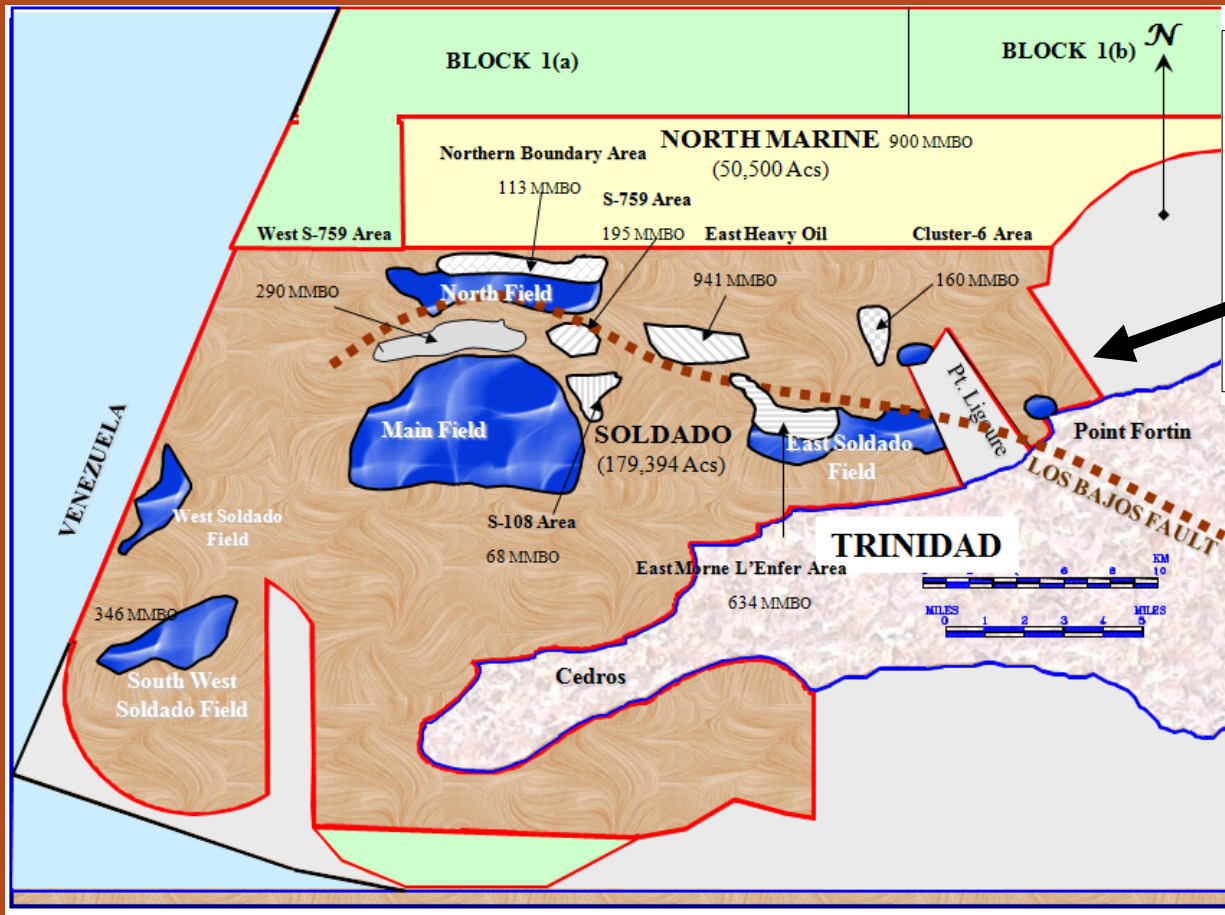 BLOCK 1(a)
BLOCK 1(b)
N
NORTH MARINE 900 MMBO
(50,500 Acs)
Northern Boundary Area
113 MMBO
S-759 Area
195 MMBO
West S-759 Area
East Heavy Oil
Cluster-6 Area
290 MMBO
941 MMBO
160 MMBO
North Field
Main Field
SOLDADO
(179,394 Acs)
East Soldado
Field
Pt. Ligoure
Point Fortin
LOS BAJOS FAULT
VENEZUELA
West Soldado
Field
S-108 Area
68 MMBO
TRINIDAD
East Morne L'Enfer Area
634 MMBO
KM
6 8 10
MILES MILES
0 1 2 3 4 5
346 MMBO
South West
Soldado Field
Cedros